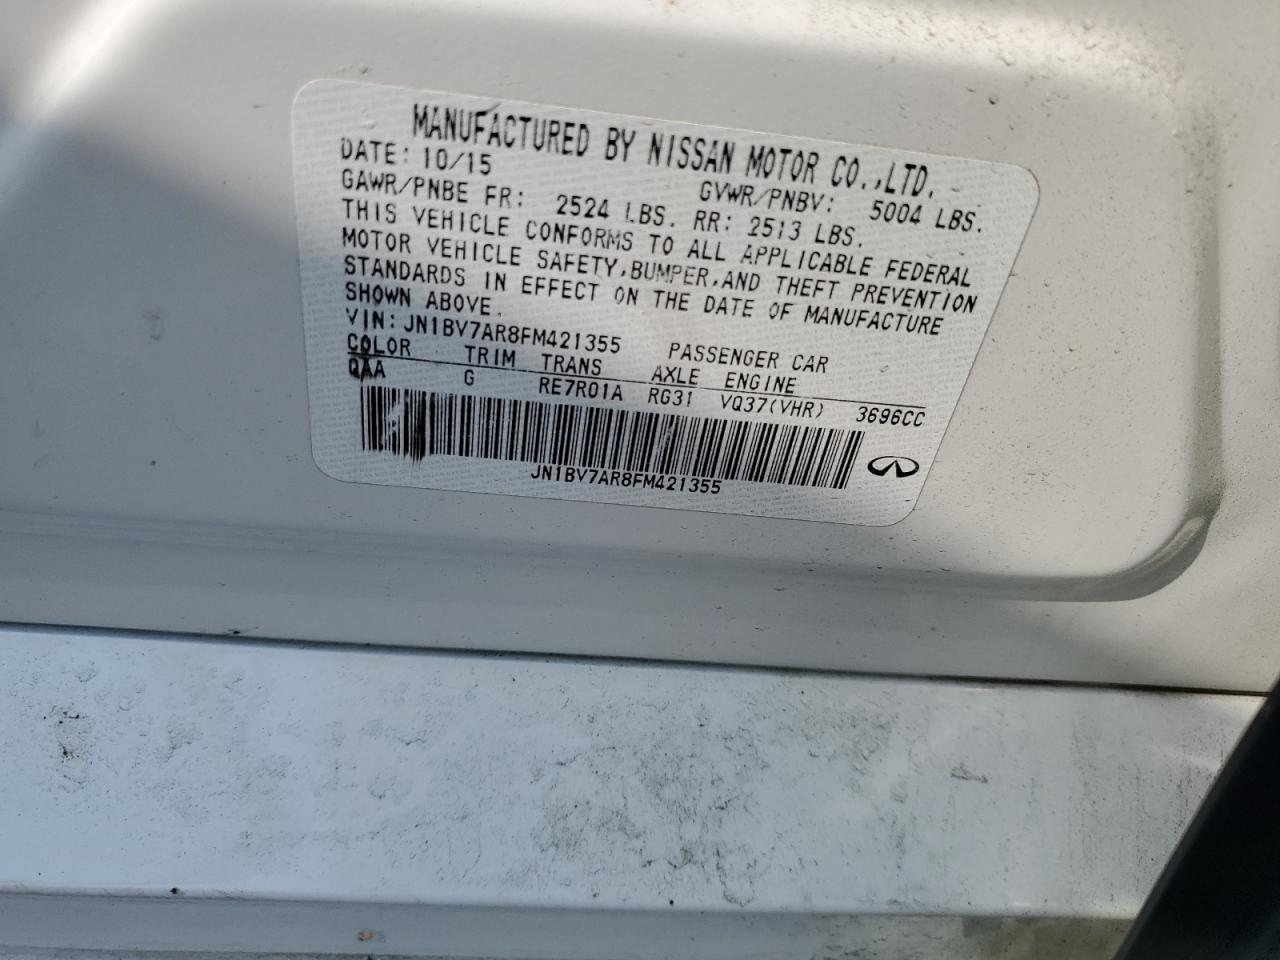 MANUFACTURED BY NISSAN MOTOR CO.,LTD.
DATE: 10/15 GVWR/PNBV: 5004 LBS.
GAWR/PNBE FR: 2524 LBS. RR: 2513 LBS.
THIS VEHICLE CONFORMS TO ALL APPLICABLE FEDERAL
MOTOR VEHICLE SAFETY,BUMPER,AND THEFT PREVENTION
STANDARDS IN EFFECT ON THE DATE OF MANUFACTURE
SHOWN ABOVE.
VIN: JN1BV7AR8FM421355 PASSENGER CAR
COLOR TRIM TRANS AXLE ENGINE
QAA G RE7R01A RG31 VQ37(VHR) 3696CC
JN1BV7AR8FM421355